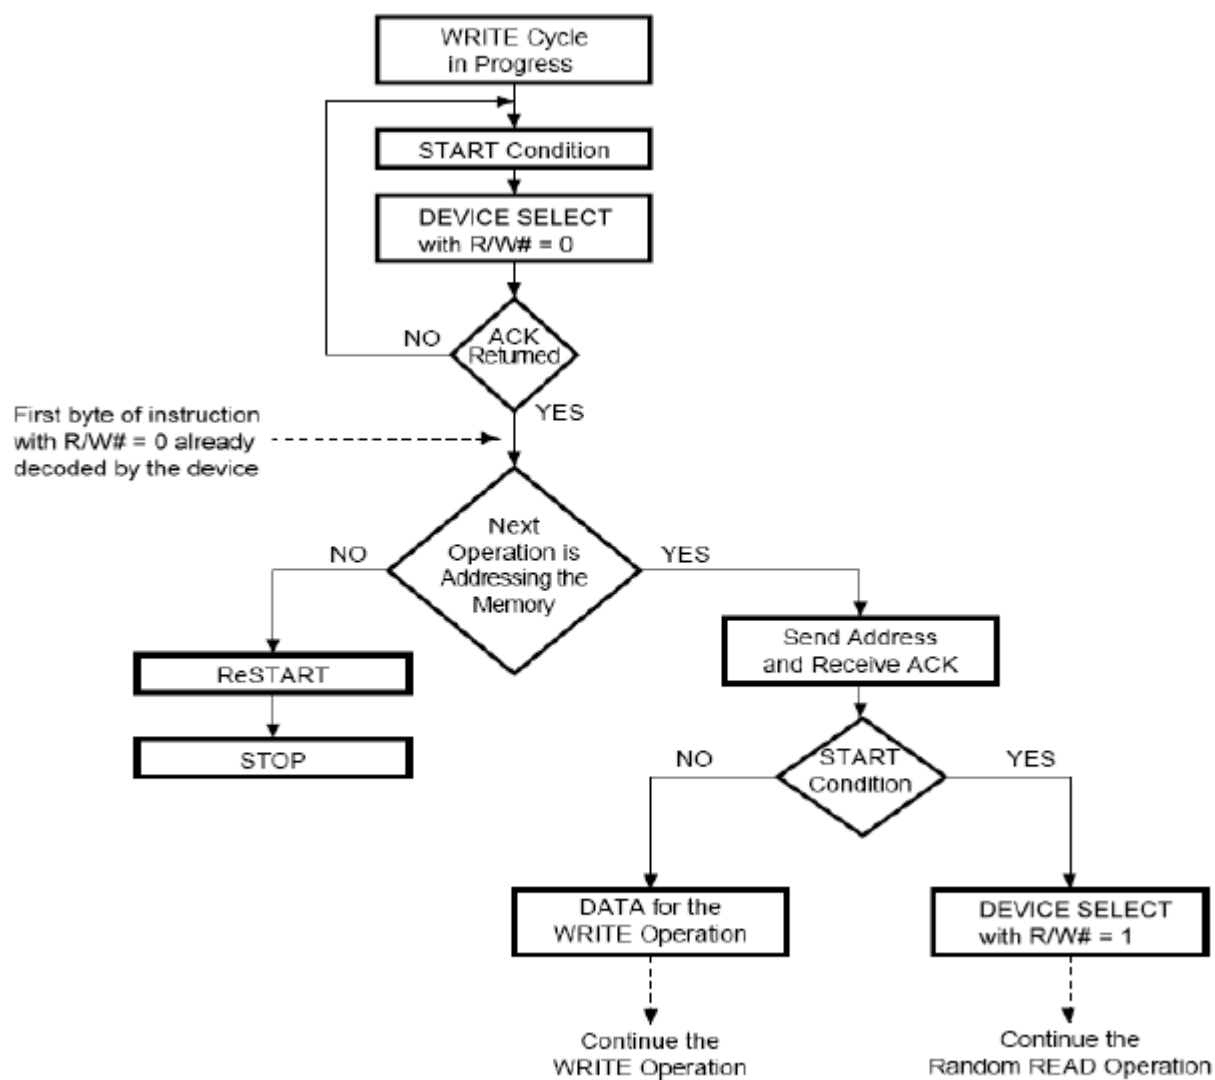 WRITE Cycle
in Progress
START Condition
DEVICE SELECT
with R/W# = 0
ACK
Returned
NO
YES
First byte of instruction
with R/W# = 0 already
decoded by the device
Next
Operation is
Addressing the
Memory
NO
YES
ReSTART
STOP
Send Address
and Receive ACK
START
Condition
NO
YES
DATA for the
WRITE Operation
DEVICE SELECT
with R/W# = 1
Continue the
WRITE Operation
Continue the
Random READ Operation